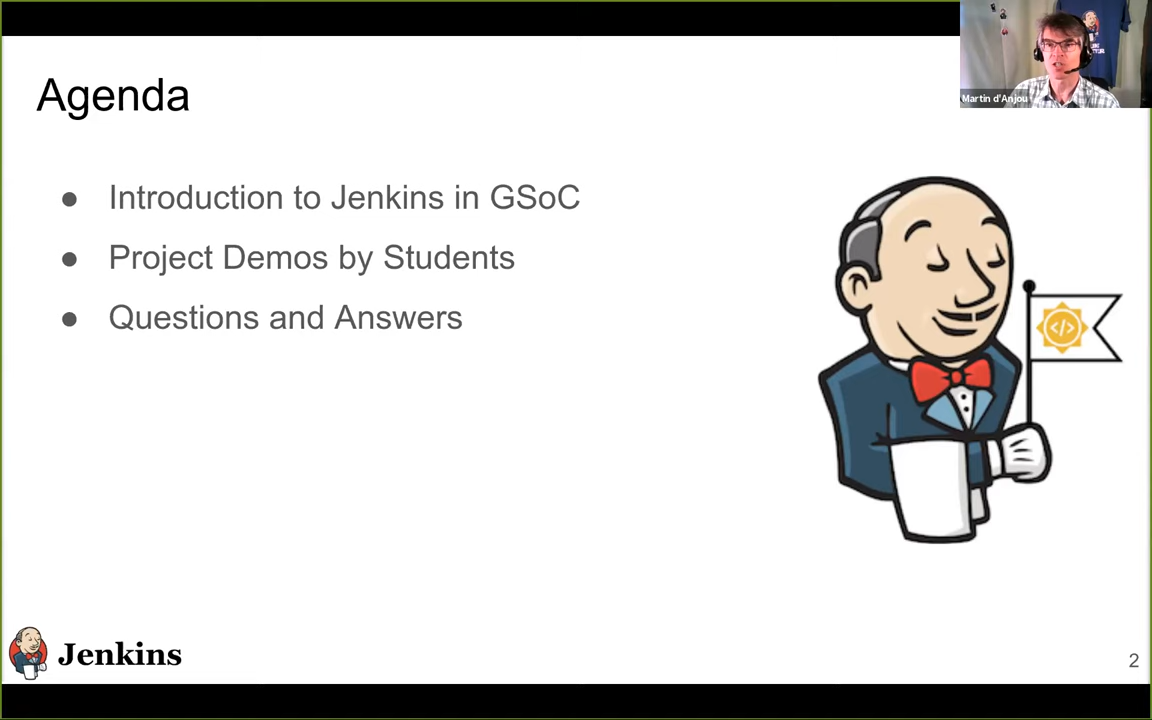 Agenda
Martin d'Anjou
● Introduction to Jenkins in GSoC
● Project Demos by Students
● Questions and Answers
</>
Jenkins
2